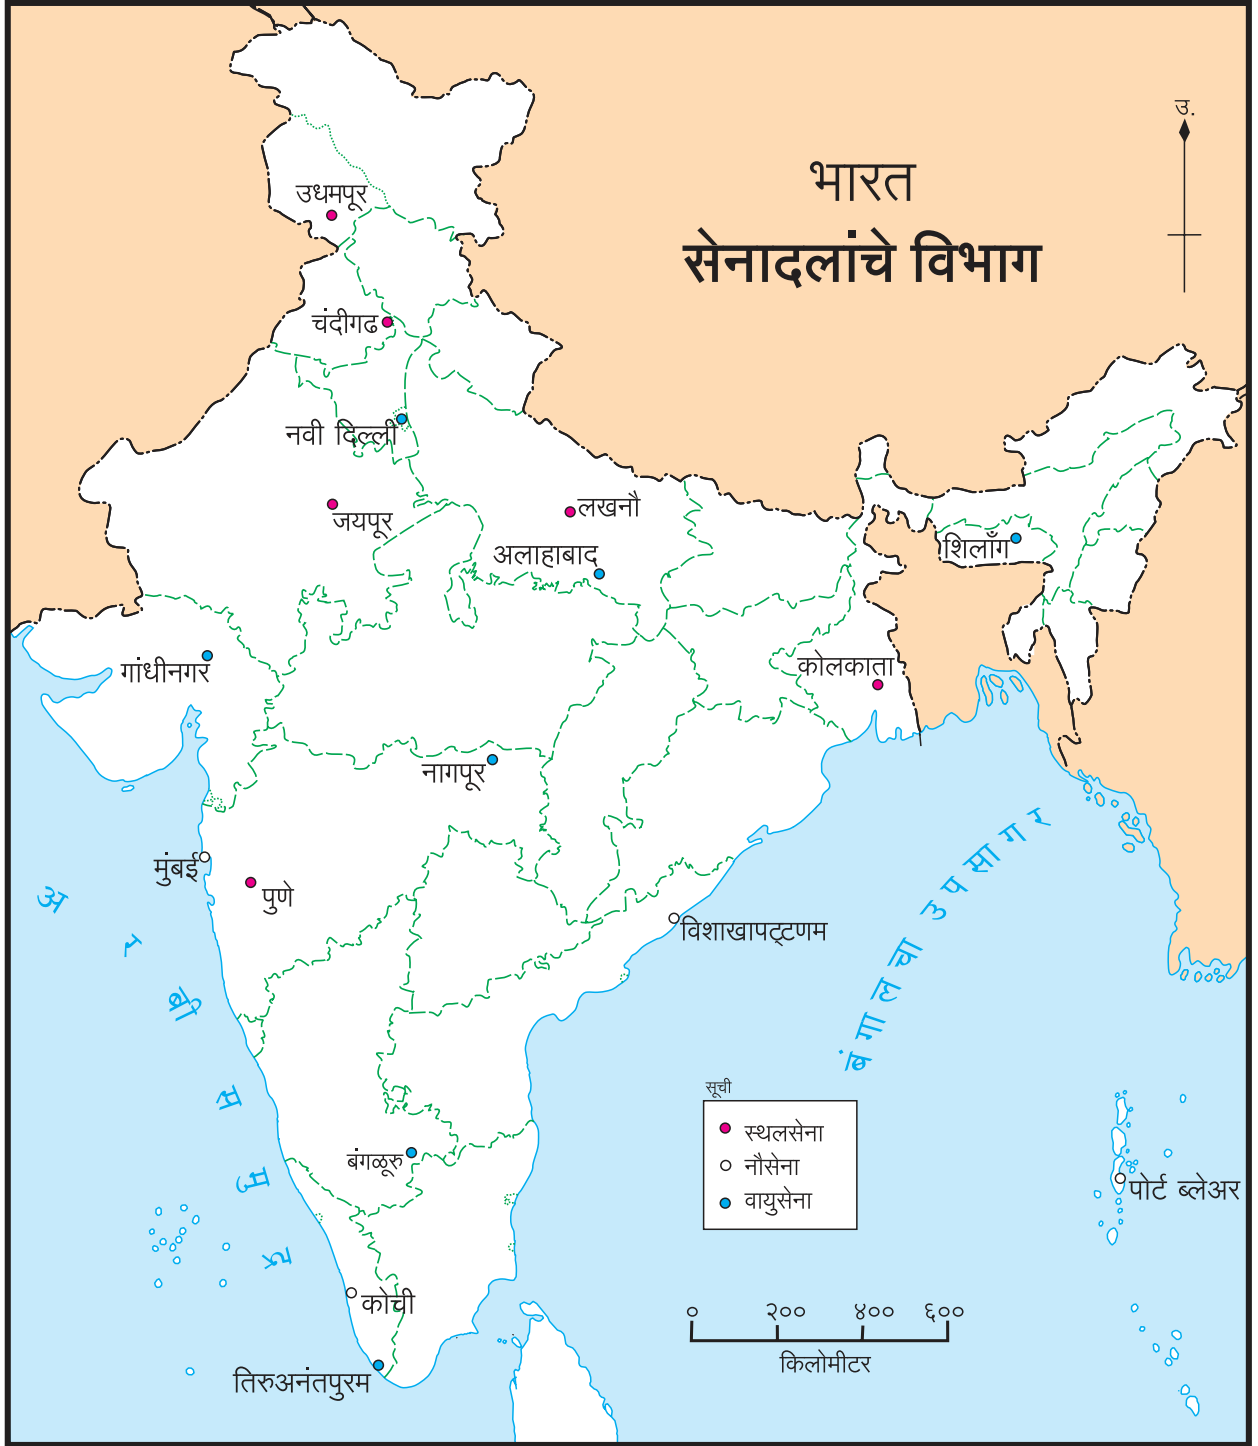 उ.
भारत
सेनादलांचे विभाग
उधमपूर
चंदीगढ
नवी दिल्ली
जयपूर
लखनौ
अलाहाबाद
शिलाँग
गांधीनगर
कोलकाता
नागपूर
मुंबई
पुणे
विशाखापट्टणम
अरबी समुद्र
बंगालचा उपसागर
सूची
स्थलसेना
नौसेना
वायुसेना
बंगळूरु
पोर्ट ब्लेअर
कोची
तिरुअनंतपुरम
० २०० ४०० ६००
किलोमीटर